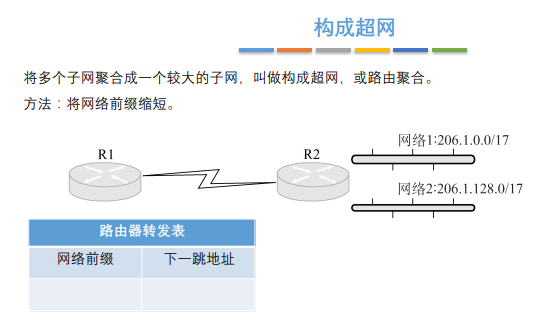 构成超网
将多个子网聚合成一个较大的子网，叫做构成超网，或路由聚合。
方法：将网络前缀缩短。
R1
R2
网络1:206.1.0.0/17
网络2:206.1.128.0/17
路由器转发表
网络前缀
下一跳地址